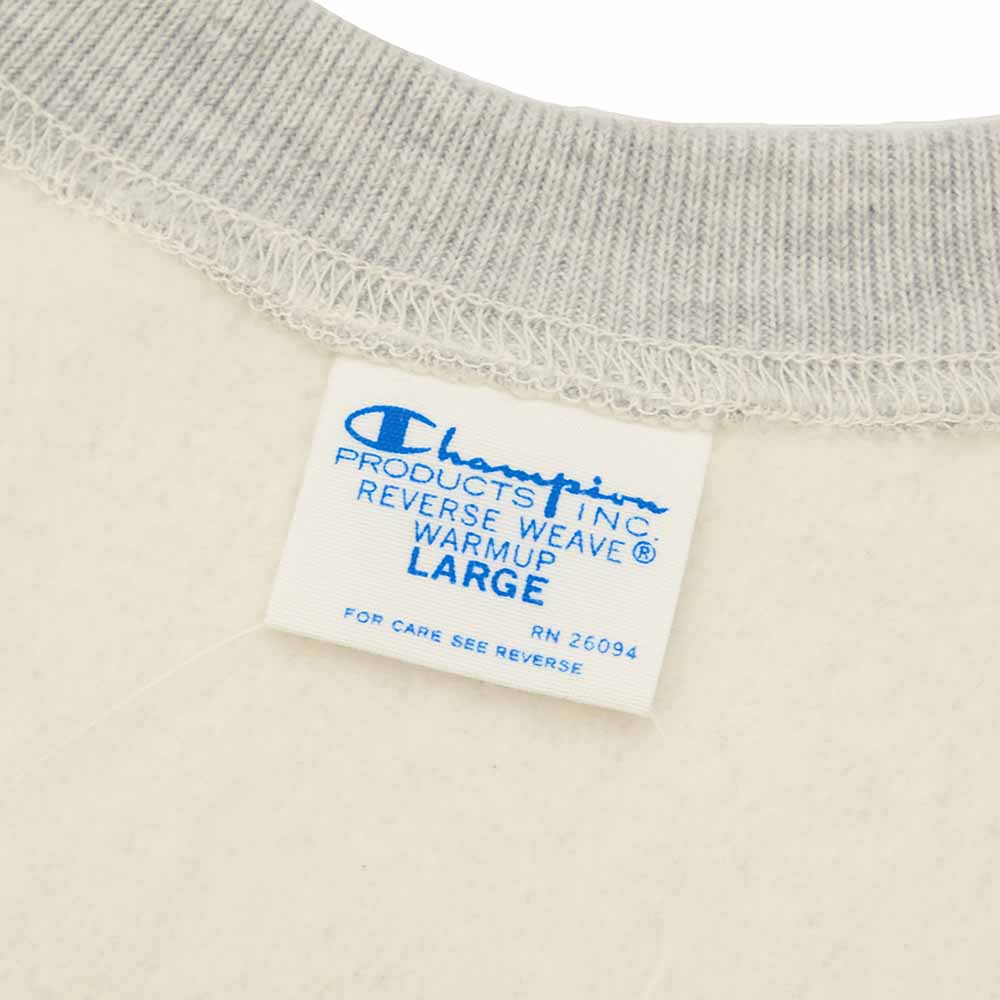 Champion
PRODUCTS INC.
REVERSE WEAVE®
WARMUP
LARGE
RN 26094
FOR CARE SEE REVERSE